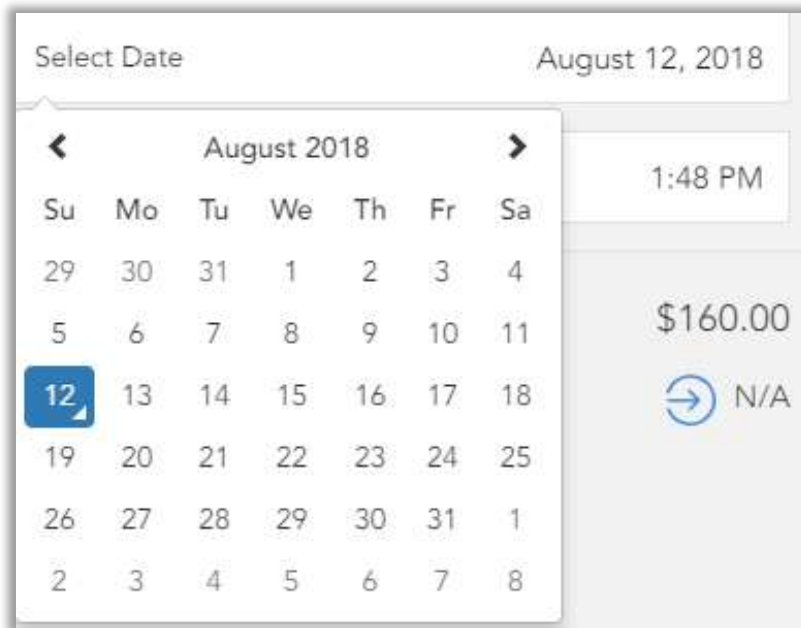 Select Date August 12, 2018
August 2018
1:48 PM
Su Mo Tu We Th Fr Sa
29 30 31 1 2 3 4
5 6 7 8 9 10 11
$160.00
12 13 14 15 16 17 18
N/A
19 20 21 22 23 24 25
26 27 28 29 30 31 1
2 3 4 5 6 7 8